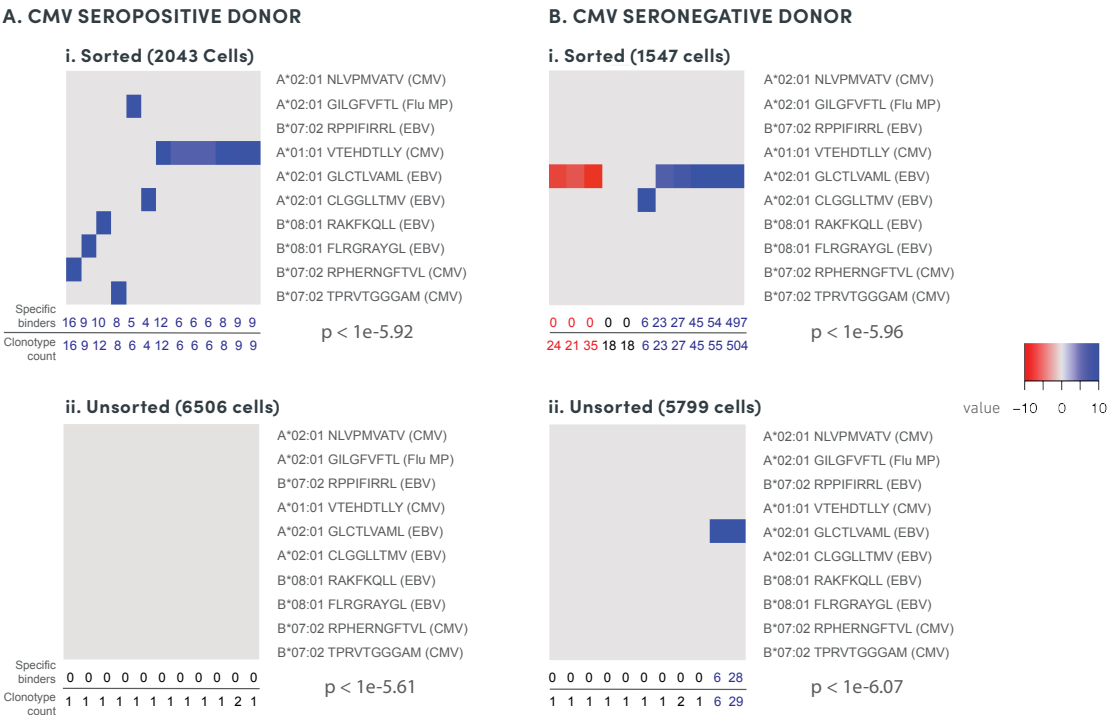 A. CMV SEROPOSITIVE DONOR
i. Sorted (2043 Cells)
A*02:01 NLVPMVATV (CMV)
A*02:01 GILGFVFTL (Flu MP)
B*07:02 RPPIFIRRL (EBV)
A*01:01 VTEHDTLLY (CMV)
A*02:01 GLCTLVAML (EBV)
A*02:01 CLGGLLTMV (EBV)
B*08:01 RAKFKQLL (EBV)
B*08:01 FLRGRAYGL (EBV)
B*07:02 RPHERNGFTVL (CMV)
B*07:02 TPRVTGGGAM (CMV)
Specific
binders 16 9 10 8 5 4 12 6 6 6 8 9 9
Clonotype
count 16 9 12 8 6 4 12 6 6 6 8 9 9
p < 1e-5.92
ii. Unsorted (6506 cells)
A*02:01 NLVPMVATV (CMV)
A*02:01 GILGFVFTL (Flu MP)
B*07:02 RPPIFIRRL (EBV)
A*01:01 VTEHDTLLY (CMV)
A*02:01 GLCTLVAML (EBV)
A*02:01 CLGGLLTMV (EBV)
B*08:01 RAKFKQLL (EBV)
B*08:01 FLRGRAYGL (EBV)
B*07:02 RPHERNGFTVL (CMV)
B*07:02 TPRVTGGGAM (CMV)
Specific
binders 0 0 0 0 0 0 0 0 0 0 0
Clonotype
count 1 1 1 1 1 1 1 1 1 2 1
p < 1e-5.61
B. CMV SERONEGATIVE DONOR
i. Sorted (1547 cells)
A*02:01 NLVPMVATV (CMV)
A*02:01 GILGFVFTL (Flu MP)
B*07:02 RPPIFIRRL (EBV)
A*01:01 VTEHDTLLY (CMV)
A*02:01 GLCTLVAML (EBV)
A*02:01 CLGGLLTMV (EBV)
B*08:01 RAKFKQLL (EBV)
B*08:01 FLRGRAYGL (EBV)
B*07:02 RPHERNGFTVL (CMV)
B*07:02 TPRVTGGGAM (CMV)
0 0 0 0 0 6 23 27 45 54 497
24 21 35 18 18 6 23 27 45 55 504
p < 1e-5.96
ii. Unsorted (5799 cells)
A*02:01 NLVPMVATV (CMV)
A*02:01 GILGFVFTL (Flu MP)
B*07:02 RPPIFIRRL (EBV)
A*01:01 VTEHDTLLY (CMV)
A*02:01 GLCTLVAML (EBV)
A*02:01 CLGGLLTMV (EBV)
B*08:01 RAKFKQLL (EBV)
B*08:01 FLRGRAYGL (EBV)
B*07:02 RPHERNGFTVL (CMV)
B*07:02 TPRVTGGGAM (CMV)
0 0 0 0 0 0 0 0 0 6 28
1 1 1 1 1 1 1 2 1 6 29
p < 1e-6.07
value −10 0 10